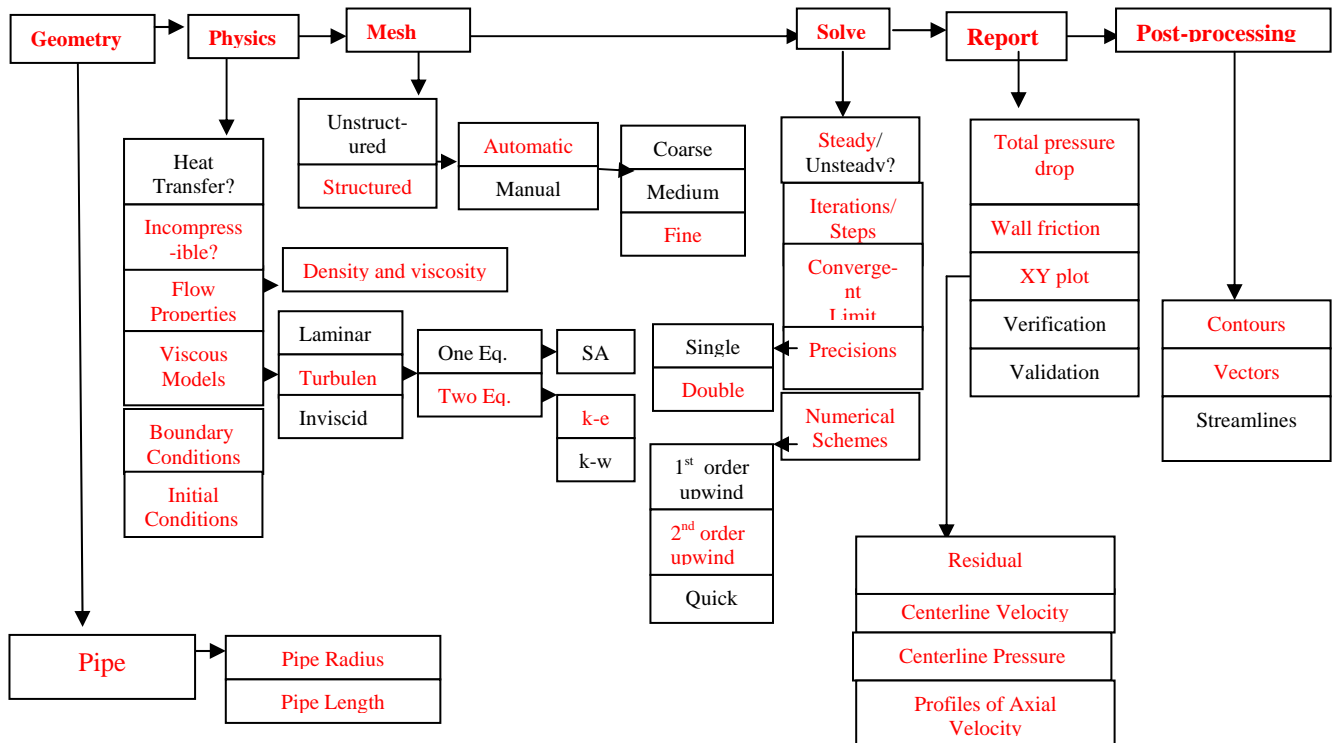 Geometry
Physics
Mesh
Solve
Report
Post-processing
Heat
Transfer?
Incompress
-ible?
Flow
Properties
Viscous
Models
Boundary
Conditions
Initial
Conditions
Density and viscosity
Laminar
Turbulen
Inviscid
One Eq.
Two Eq.
SA
k-e
k-w
Unstruct-
ured
Structured
Automatic
Manual
Coarse
Medium
Fine
Steady/
Unsteady?
Iterations/
Steps
Converge-
nt
Limit
Precisions
Numerical
Schemes
Single
Double
1st order
upwind
2nd order
upwind
Quick
Total pressure
drop
Wall friction
XY plot
Verification
Validation
Residual
Centerline Velocity
Centerline Pressure
Profiles of Axial
Velocity
Contours
Vectors
Streamlines
Pipe
Pipe Radius
Pipe Length